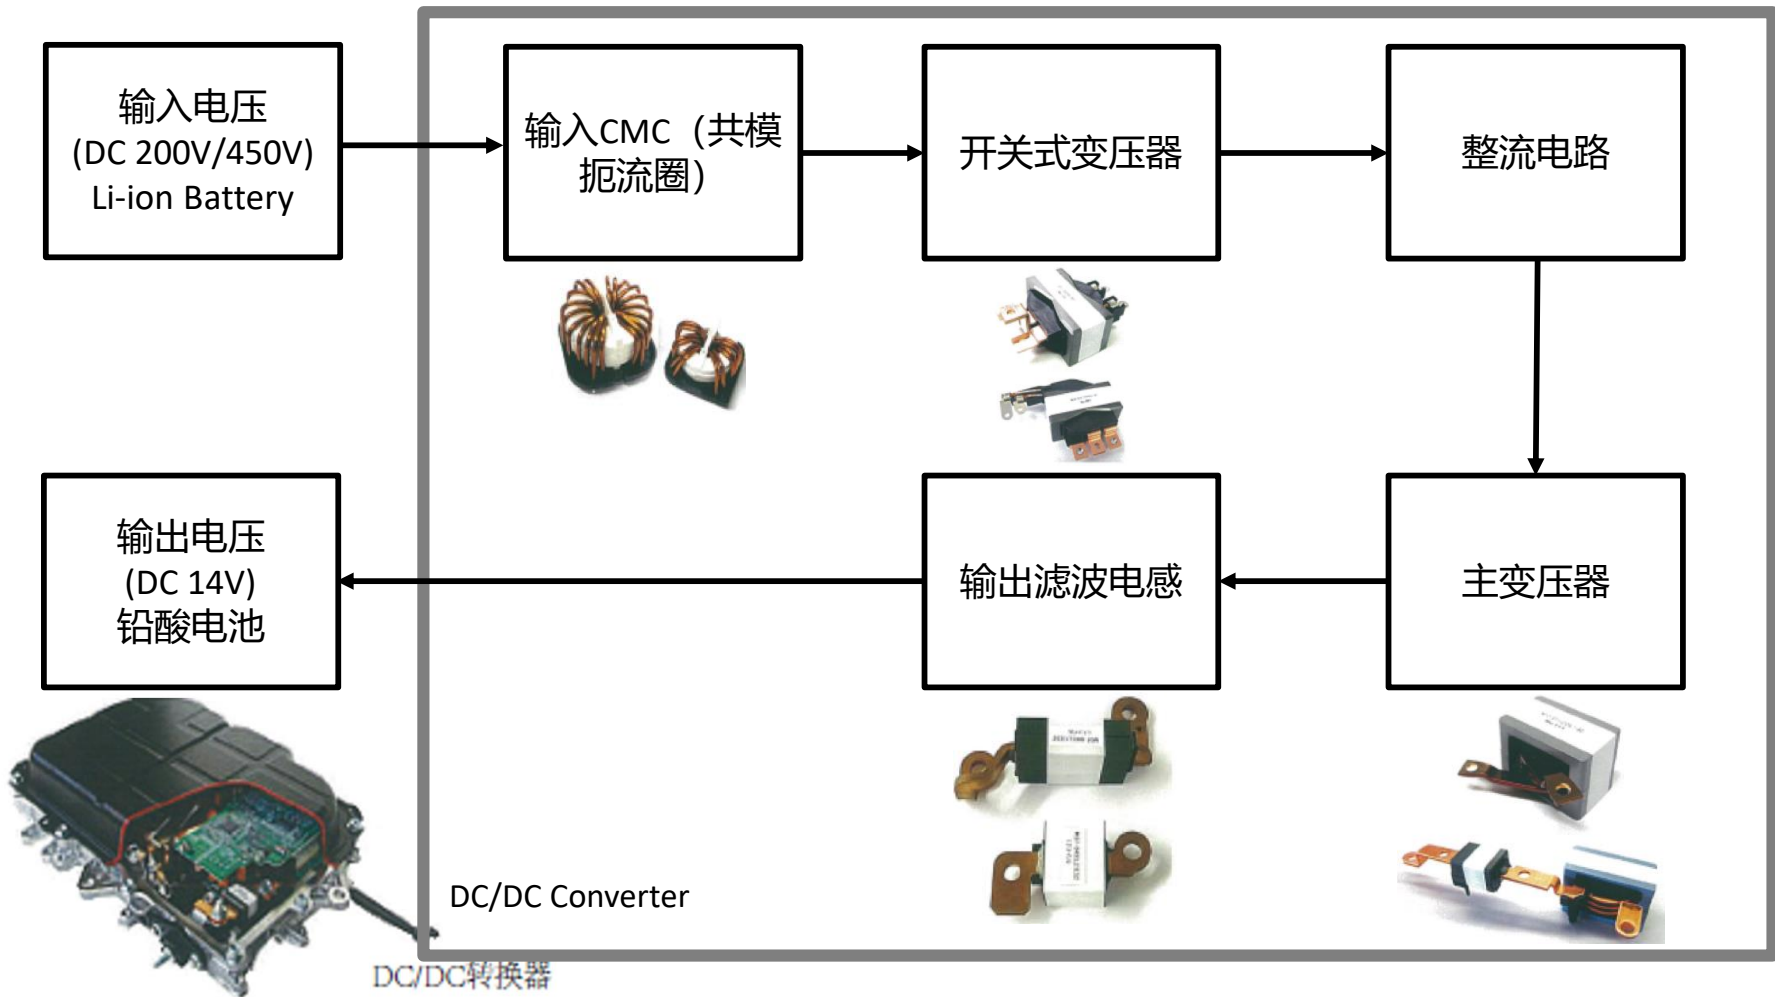 输入电压
(DC 200V/450V)
Li-ion Battery
输入CMC（共模
扼流圈）
开关式变压器
整流电路
输出电压
(DC 14V)
铅酸电池
输出滤波电感
主变压器
DC/DC Converter
DC/DC转换器